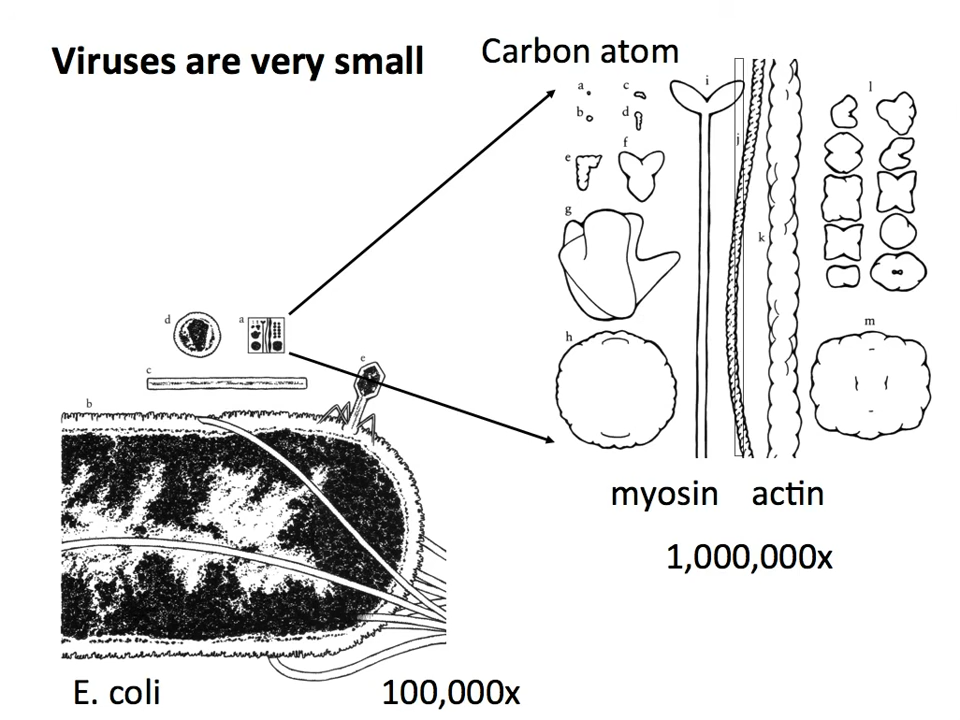 Viruses are very small
Carbon atom
a
c
i
l
b
d
j
f
e
g
k
h
m
d
a
c
e
b
myosin actin
1,000,000x
E. coli
100,000x